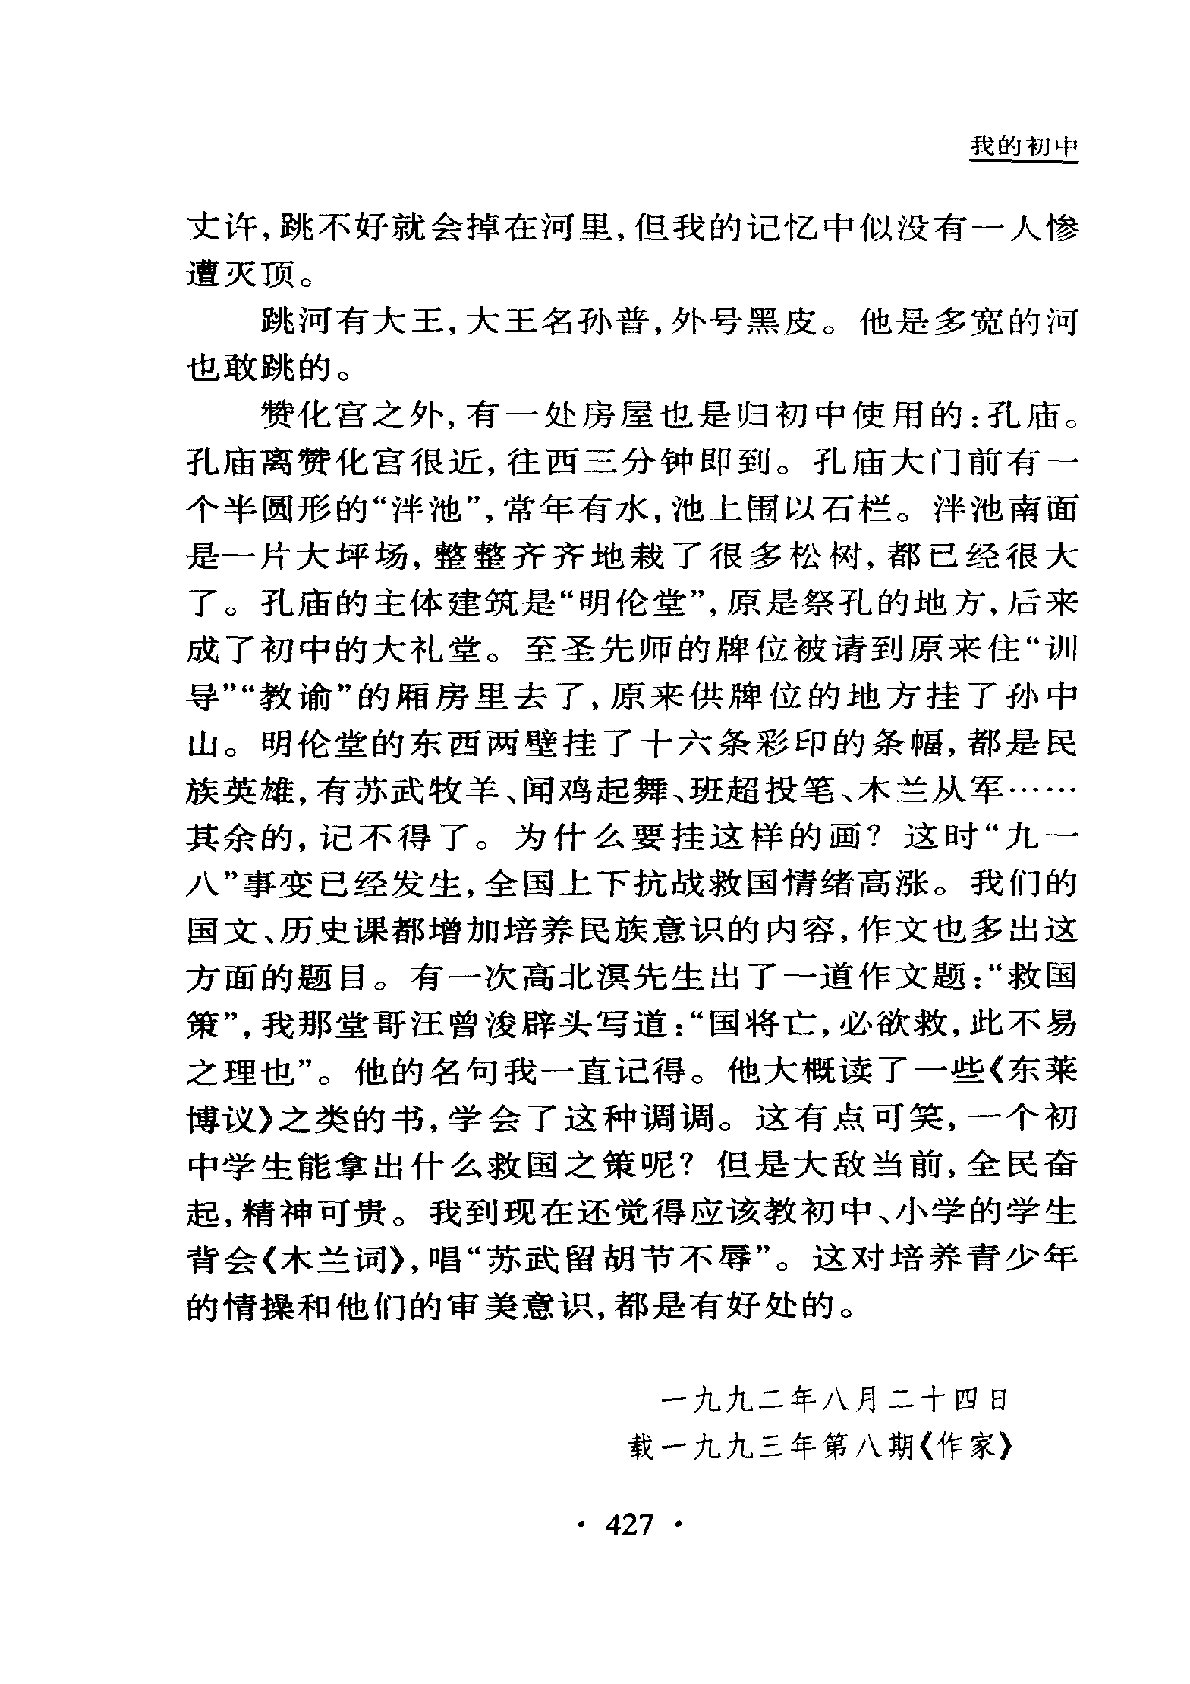 我的初中
丈许,跳不好就会掉在河里,但我的记忆中似没有一人惨
遭灭顶。
跳河有大王,大王名孙普,外号黑皮。他是多宽的河
也敢跳的。
赞化宫之外,有一处房屋也是归初中使用的:孔庙。
孔庙离赞化宫很近,往西三分钟即到。孔庙大门前有一
个半圆形的“泮池”,常年有水,池上围以石栏。泮池南面
是一片大坪场,整整齐齐地栽了很多松树,都已经很大
了。孔庙的主体建筑是“明伦堂”,原是祭孔的地方,后来
成了初中的大礼堂。至圣先师的牌位被请到原来住“训
导”“教谕”的厢房里去了,原来供牌位的地方挂了孙中
山。明伦堂的东西两壁挂了十六条彩印的条幅,都是民
族英雄,有苏武牧羊、闻鸡起舞、班超投笔、木兰从军……
其余的,记不得了。为什么要挂这样的画?这时“九一
八”事变已经发生,全国上下抗战救国情绪高涨。我们的
国文、历史课都增加培养民族意识的内容,作文也多出这
方面的题目。有一次高北溟先生出了一道作文题:“救国
策”,我那堂哥汪曾浚辟头写道:“国将亡,必欲救,此不易
之理也”。他的名句我一直记得。他大概读了一些《东莱
博议》之类的书,学会了这种调调。这有点可笑,一个初
中学生能拿出什么救国之策呢?但是大敌当前,全民奋
起,精神可贵。我到现在还觉得应该教初中、小学的学生
背会《木兰词》,唱“苏武留胡节不辱”。这对培养青少年
的情操和他们的审美意识,都是有好处的。
一九九二年八月二十四日
载一九九三年第八期《作家》
· 427 ·